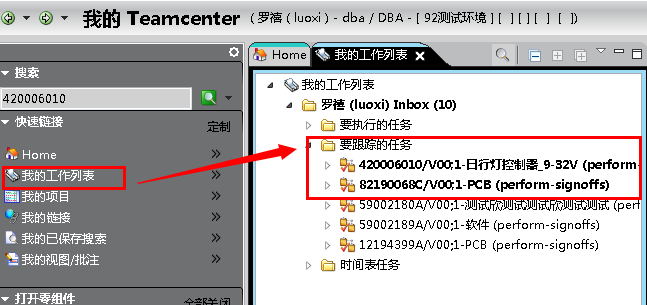 我的 Teamcenter ( 罗禧 ( luoxi ) - dba / DBA - [ 92测试环境 ] [ ] [ ] [ . ] )
搜索
420006010
快速链接 定制
Home
我的工作列表
我的项目
我的链接
我的已保存搜索
我的视图/批注
打开零组件 全部关闭
Home 我的工作列表
我的工作列表
罗禧 (luoxi) Inbox (10)
要执行的任务
要跟踪的任务
420006010/V00;1-日行灯控制器_9-32V (perform-
82190068C/V00;1-PCB (perform-signoffs)
59002180A/V00;1-测试欣测试测试欣测试测试 (perf
59002189A/V00;1-软件 (perform-signoffs)
12194399A/V00;1-PCB (perform-signoffs)
时间表任务